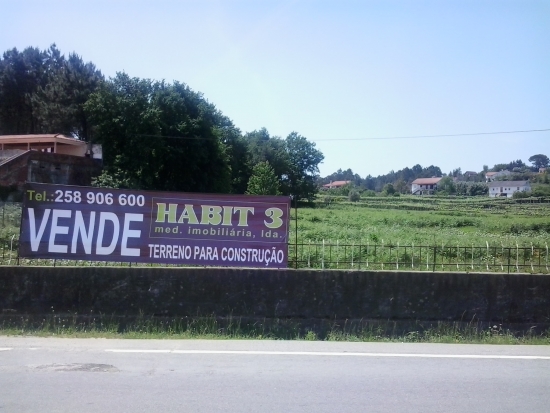 Tel.:258 906 600
VENDE
HABIT 3
med. imobiliária, lda.
TERRENO PARA CONSTRUÇÃO